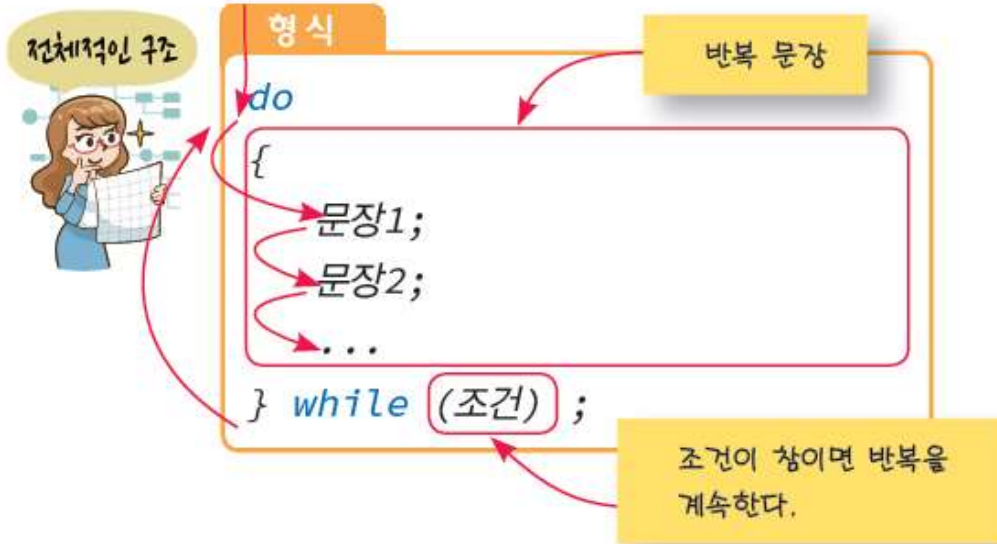 전체적인 구조
형식
반복 문장
do
{
문장1;
문장2;
...
} while (조건) ;
조건이 참이면 반복을
계속한다.